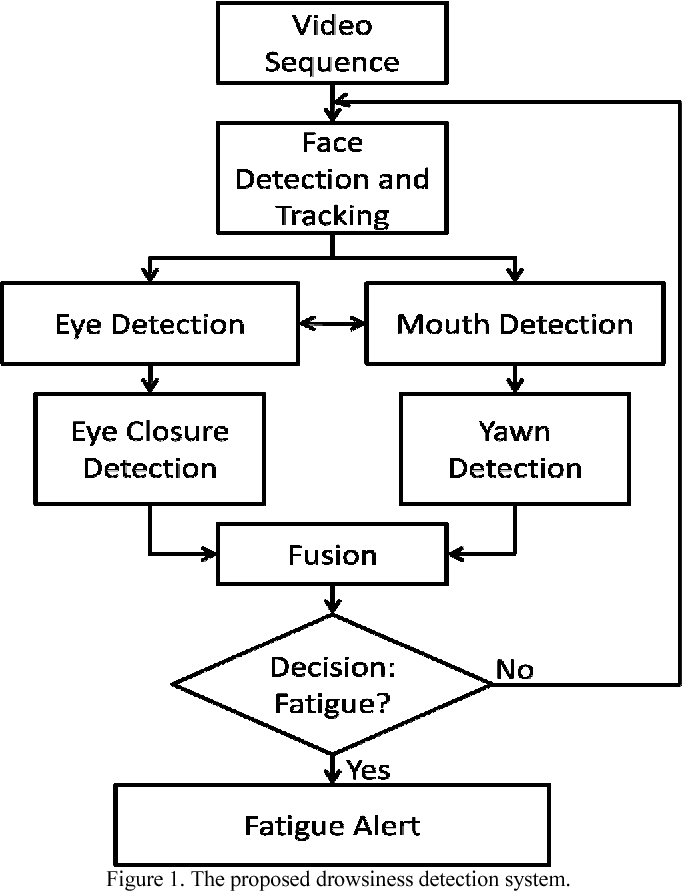 Video
Sequence
Face
Detection and
Tracking
Eye Detection
Mouth Detection
Eye Closure
Detection
Yawn
Detection
Fusion
Decision:
Fatigue?
No
Yes
Fatigue Alert
Figure 1. The proposed drowsiness detection system.